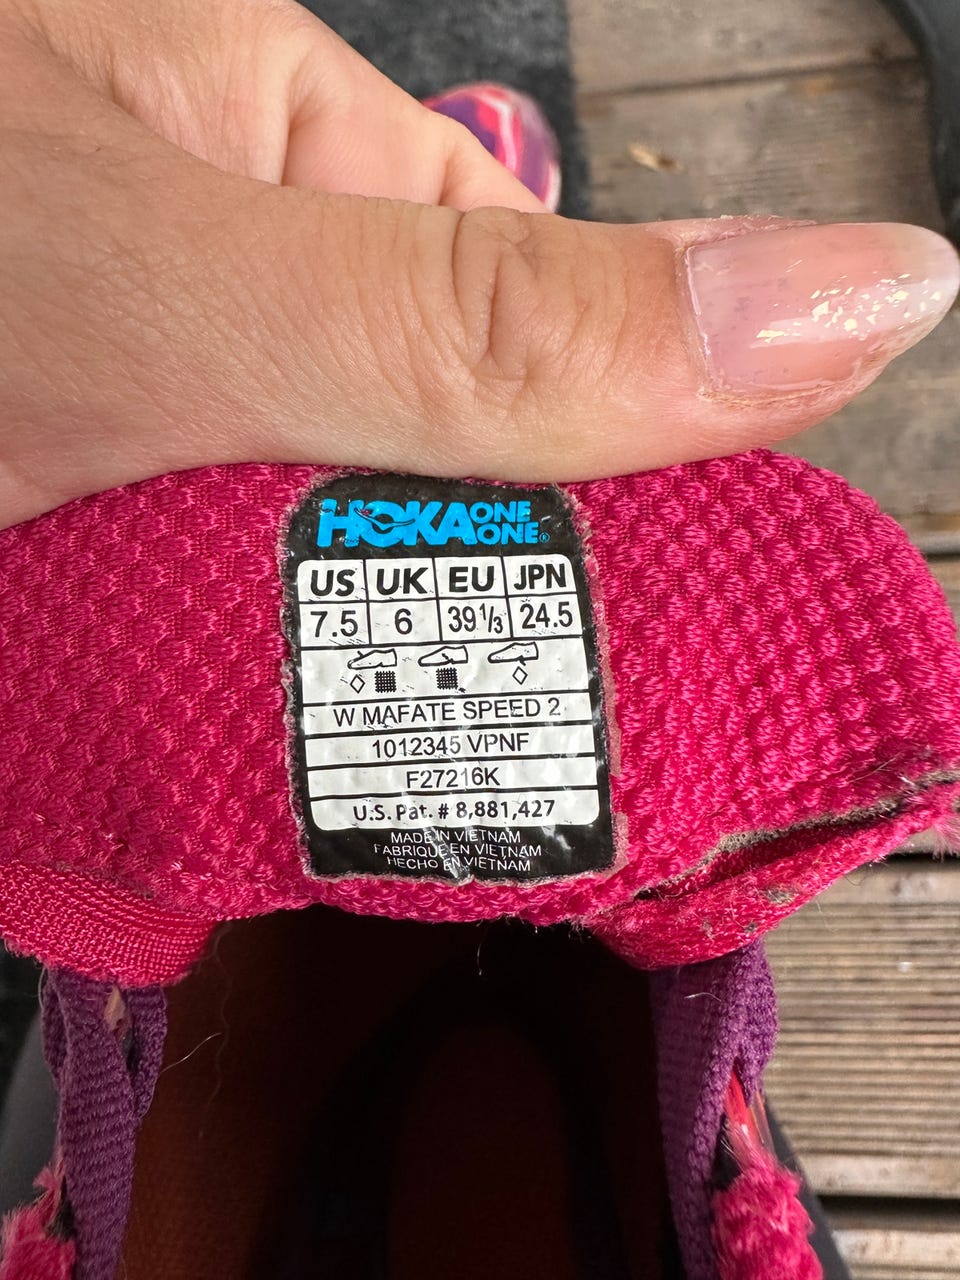 HOKA ONE ONE®
US UK EU JPN
7.5 6 39 1/3 24.5
W MAFATE SPEED 2
1012345 VPNF
F27216K
U.S. Pat. # 8,881,427
MADE IN VIETNAM
FABRIQUE EN VIETNAM
HECHO EN VIETNAM